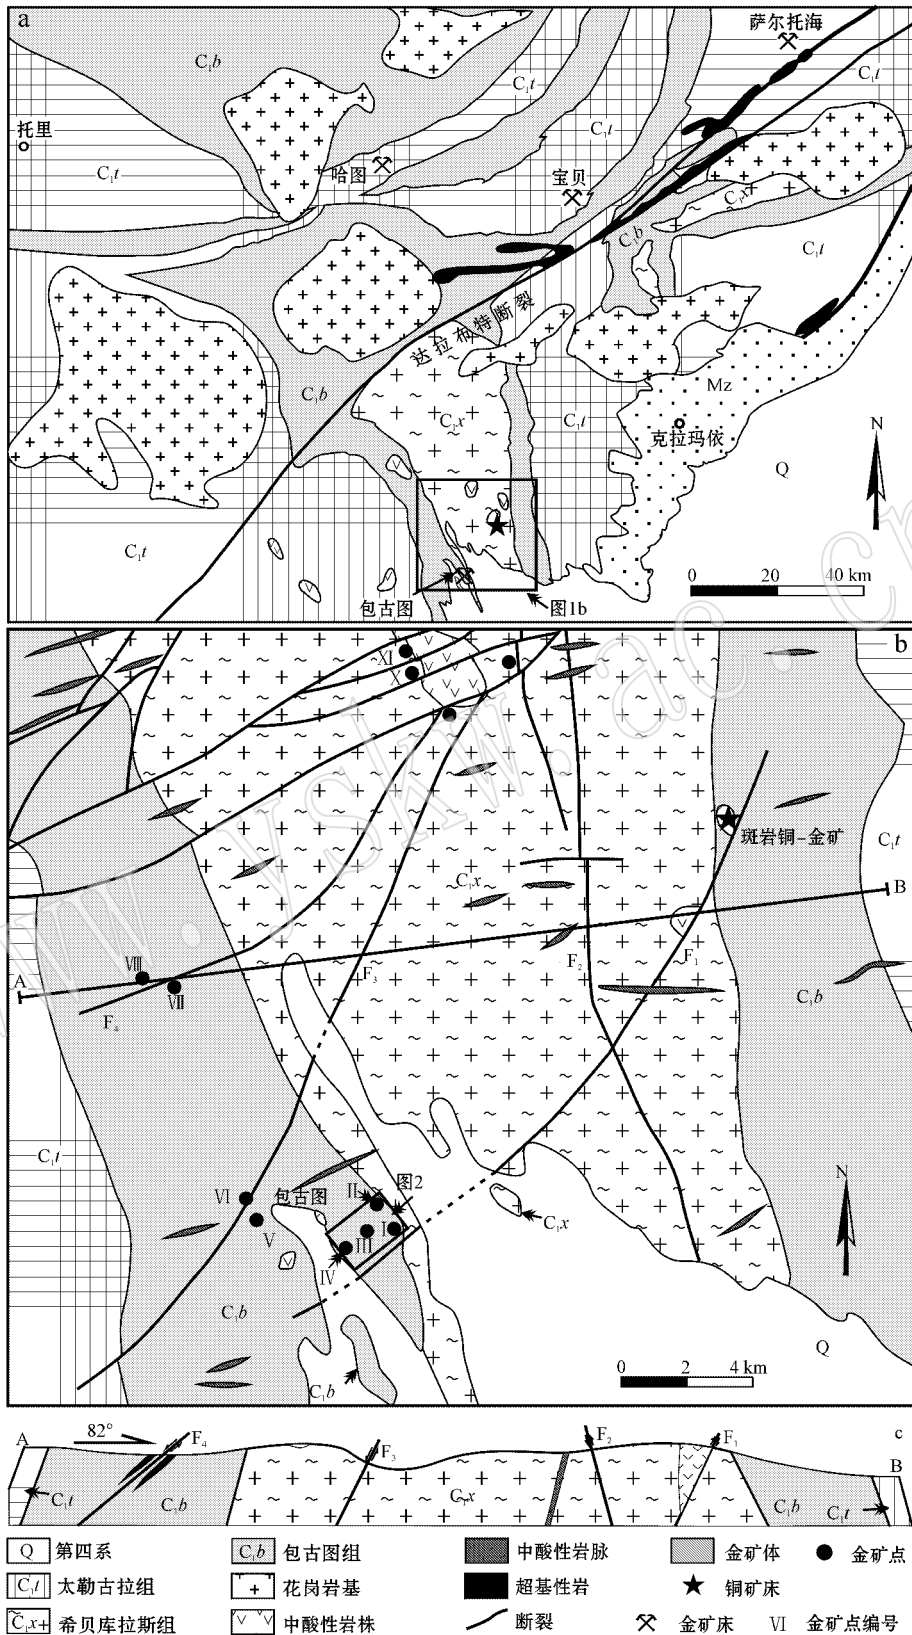 a
萨尔托海
C₁b
C₁t
C₁t
托里
C₁t
哈图
C₁t
宝贝
C₁x
C₁b
C₁t
达拉布特断裂
C₁b
Mz
C₁x
C₁t
克拉玛依
N
Q
C₁t
0 20 40 km
包古图
图1b
b
XI
X
斑岩铜-金矿
C₁t
C₁x
B
Ⅷ
F₃
F₂
F₁
A
Ⅶ
C₁b
F₄
C₁t
N
Ⅵ
包古图
Ⅱ
图2
Ⅴ
Ⅲ
Ⅰ
C₁x
Ⅳ
C₁b
Q
0 2 4 km
C₁b
A
82°
F₄
F₃
F₂
F₁
c
B
C₁t
C₁b
C₁x
C₁b
C₁t
Q 第四系
C₁b 包古图组
中酸性岩脉
金矿体
金矿点
C₁t 太勒古拉组
花岗岩基
超基性岩
铜矿床
C₁x 希贝库拉斯组
中酸性岩株
断裂
金矿床
Ⅵ 金矿点编号
www.yskw.ac.cn